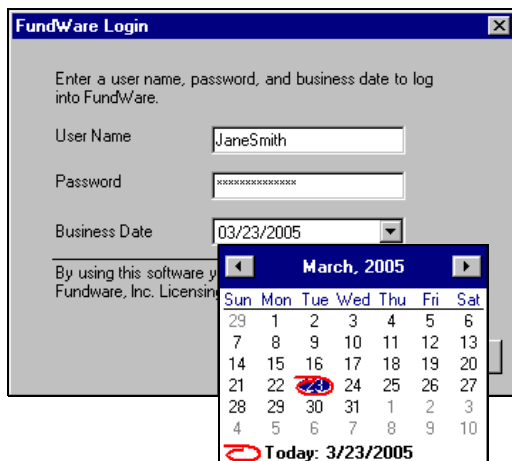 FundWare Login
Enter a user name, password, and business date to log
into FundWare.
User Name
JaneSmith
Password
**************
Business Date
03/23/2005
By using this software y
Fundware, Inc. Licensing
March, 2005
Sun Mon Tue Wed Thu Fri Sat
29 1 2 3 4 5 6
7 8 9 10 11 12 13
14 15 16 17 18 19 20
21 22 23 24 25 26 27
28 29 30 31 1 2 3
4 5 6 7 8 9 10
Today: 3/23/2005